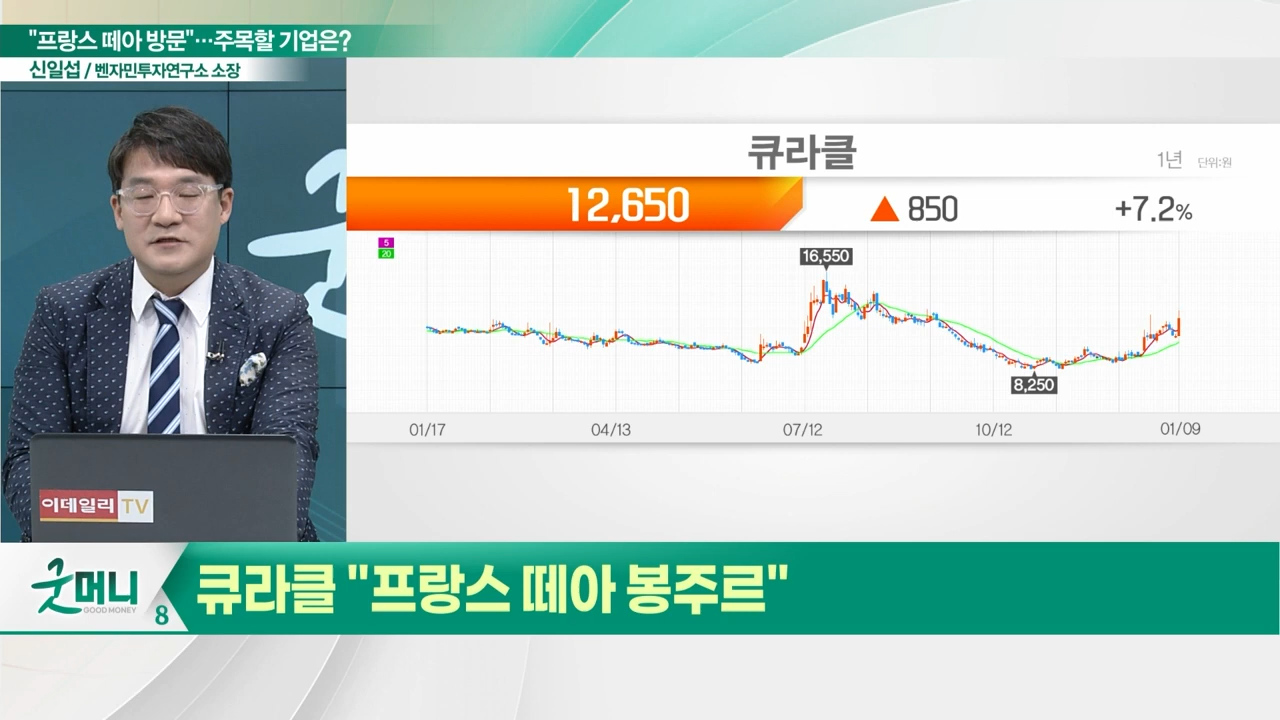 "프랑스 떼아 방문"…주목할 기업은?
신일섭 / 벤자민투자연구소 소장
큐라클
1년 단위:원
12,650 ▲ 850 +7.2%
5
20
16,550
8,250
01/17 04/13 07/12 10/12 01/09
이데일리 TV
굿머니
GOOD MONEY
8
큐라클 "프랑스 떼아 봉주르"